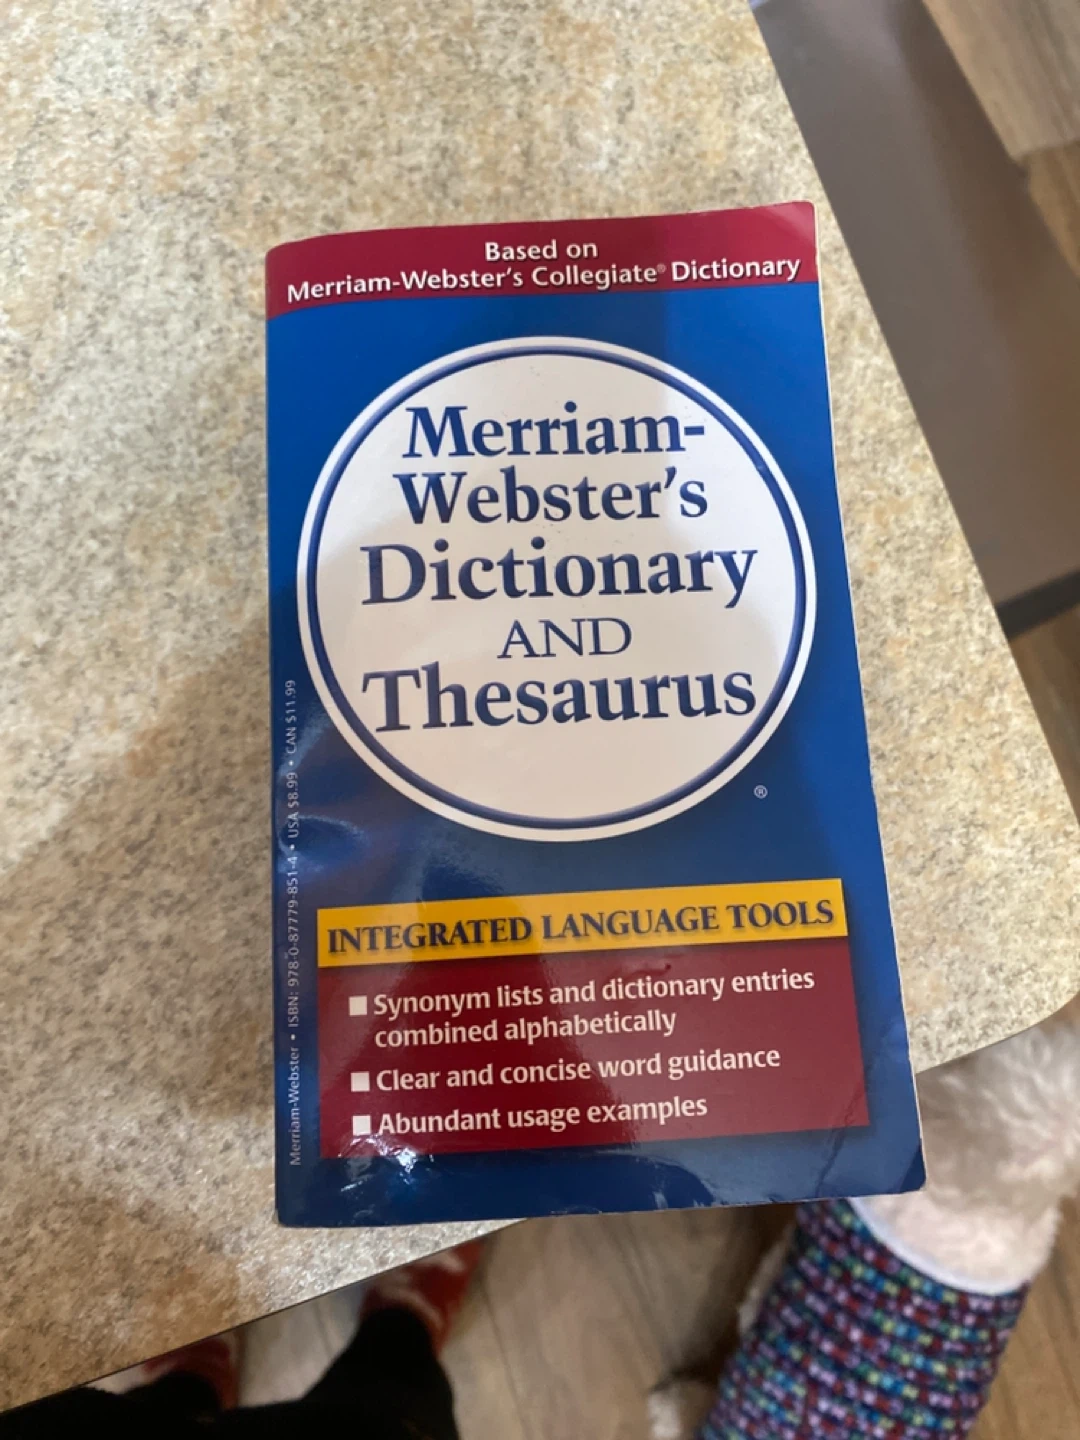 Based on
Merriam-Webster's Collegiate® Dictionary
Merriam-
Webster's
Dictionary
AND
Thesaurus
®
INTEGRATED LANGUAGE TOOLS
■ Synonym lists and dictionary entries
combined alphabetically
■ Clear and concise word guidance
■ Abundant usage examples
Merriam-Webster • ISBN: 978-0-87779-851-4 • USA $8.99 • CAN $11.99